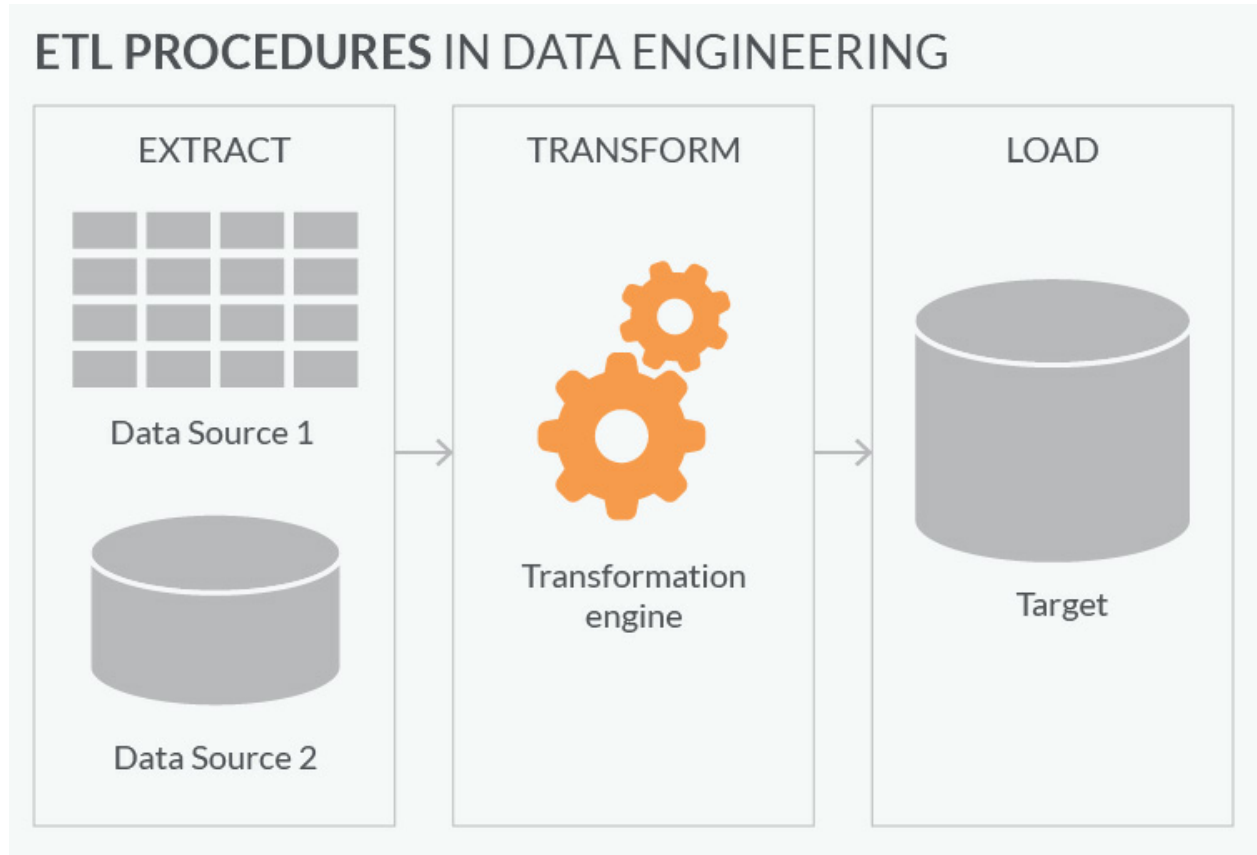 ETL PROCEDURES IN DATA ENGINEERING
EXTRACT
Data Source 1
Data Source 2
TRANSFORM
Transformation
engine
LOAD
Target